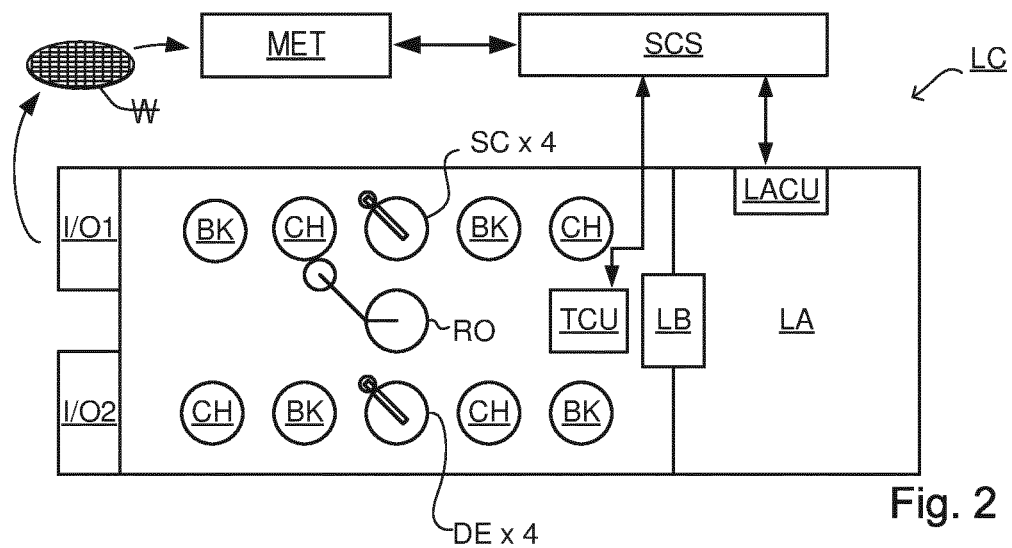 MET
SCS
LC
W
SC x 4
LACU
I/O1
BK
CH
BK
CH
RO
TCU
LB
LA
I/O2
CH
BK
CH
BK
DE x 4
Fig. 2